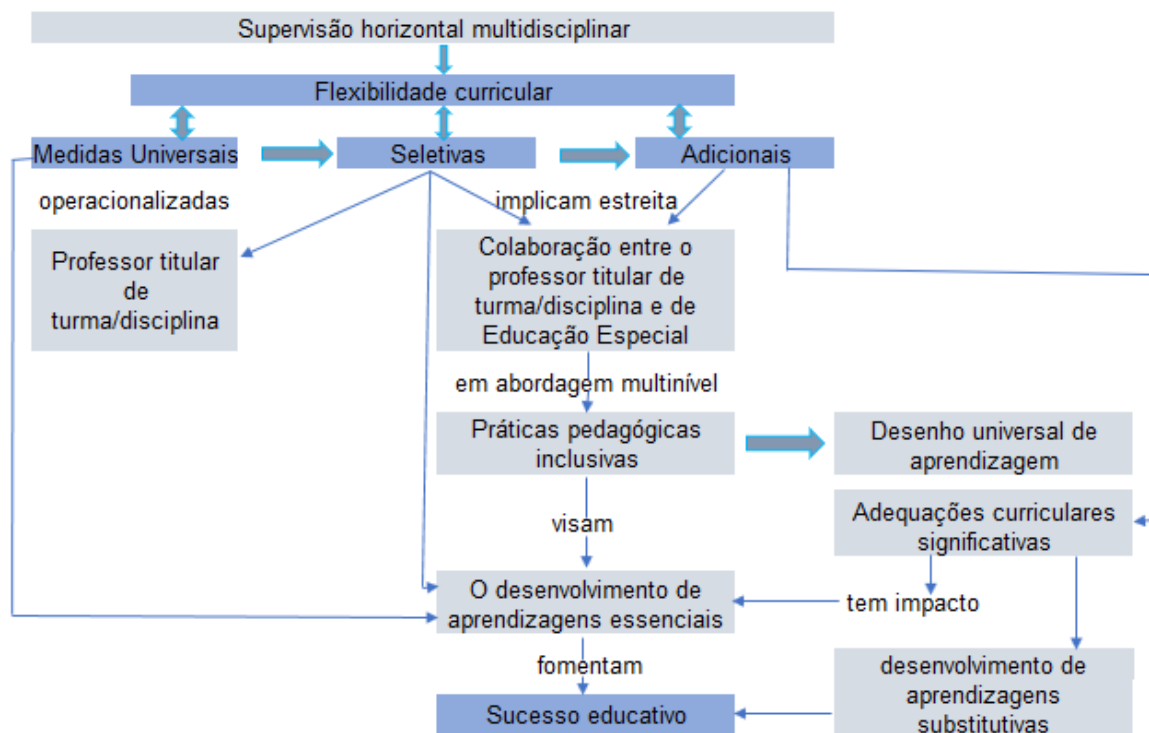 Supervisão horizontal multidisciplinar
Flexibilidade curricular
Medidas Universais
Seletivas
Adicionais
operacionalizadas
implicam estreita
Professor titular
de
turma/disciplina
Colaboração entre o
professor titular de
turma/disciplina e de
Educação Especial
em abordagem multinível
Práticas pedagógicas
inclusivas
Desenho universal de
aprendizagem
visam
Adequações curriculares
significativas
O desenvolvimento de
aprendizagens essenciais
tem impacto
fomentam
desenvolvimento de
aprendizagens
substitutivas
Sucesso educativo